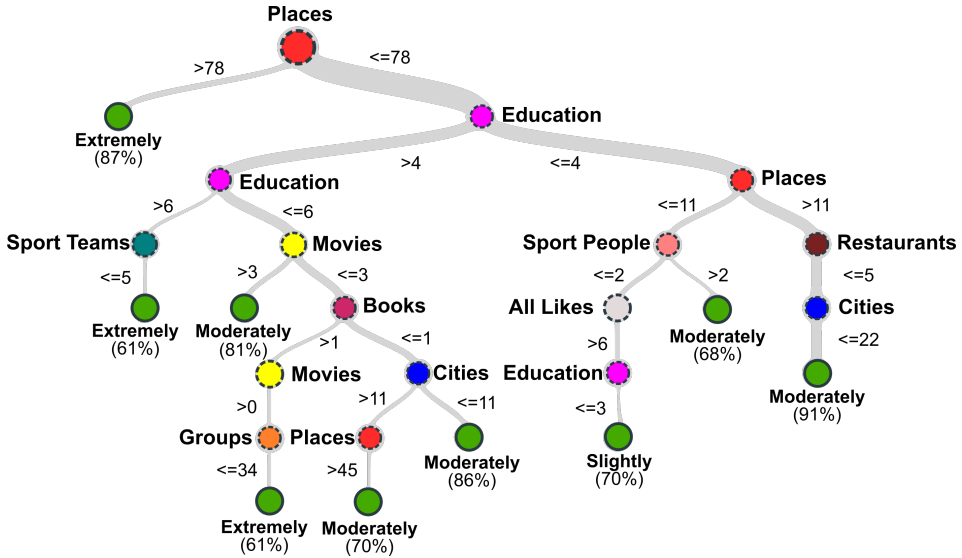 Places
>78
<=78
Education
Extremely
(87%)
>4
<=4
Education
Places
>6
<=6
<=11
>11
Sport Teams
Movies
Sport People
Restaurants
<=5
>3
<=3
<=2
>2
<=5
Books
All Likes
Cities
Extremely
(61%)
Moderately
(81%)
Moderately
(68%)
>1
<=1
>6
<=22
Movies
Cities
Education
Moderately
(91%)
>0
>11
<=11
<=3
Groups
Places
Moderately
(86%)
Slightly
(70%)
<=34
>45
Extremely
(61%)
Moderately
(70%)